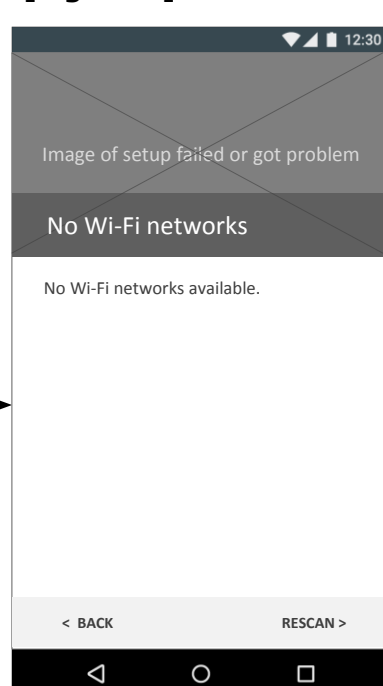 12:30
Image of setup failed or got problem
No Wi-Fi networks
No Wi-Fi networks available.
< BACK
RESCAN >